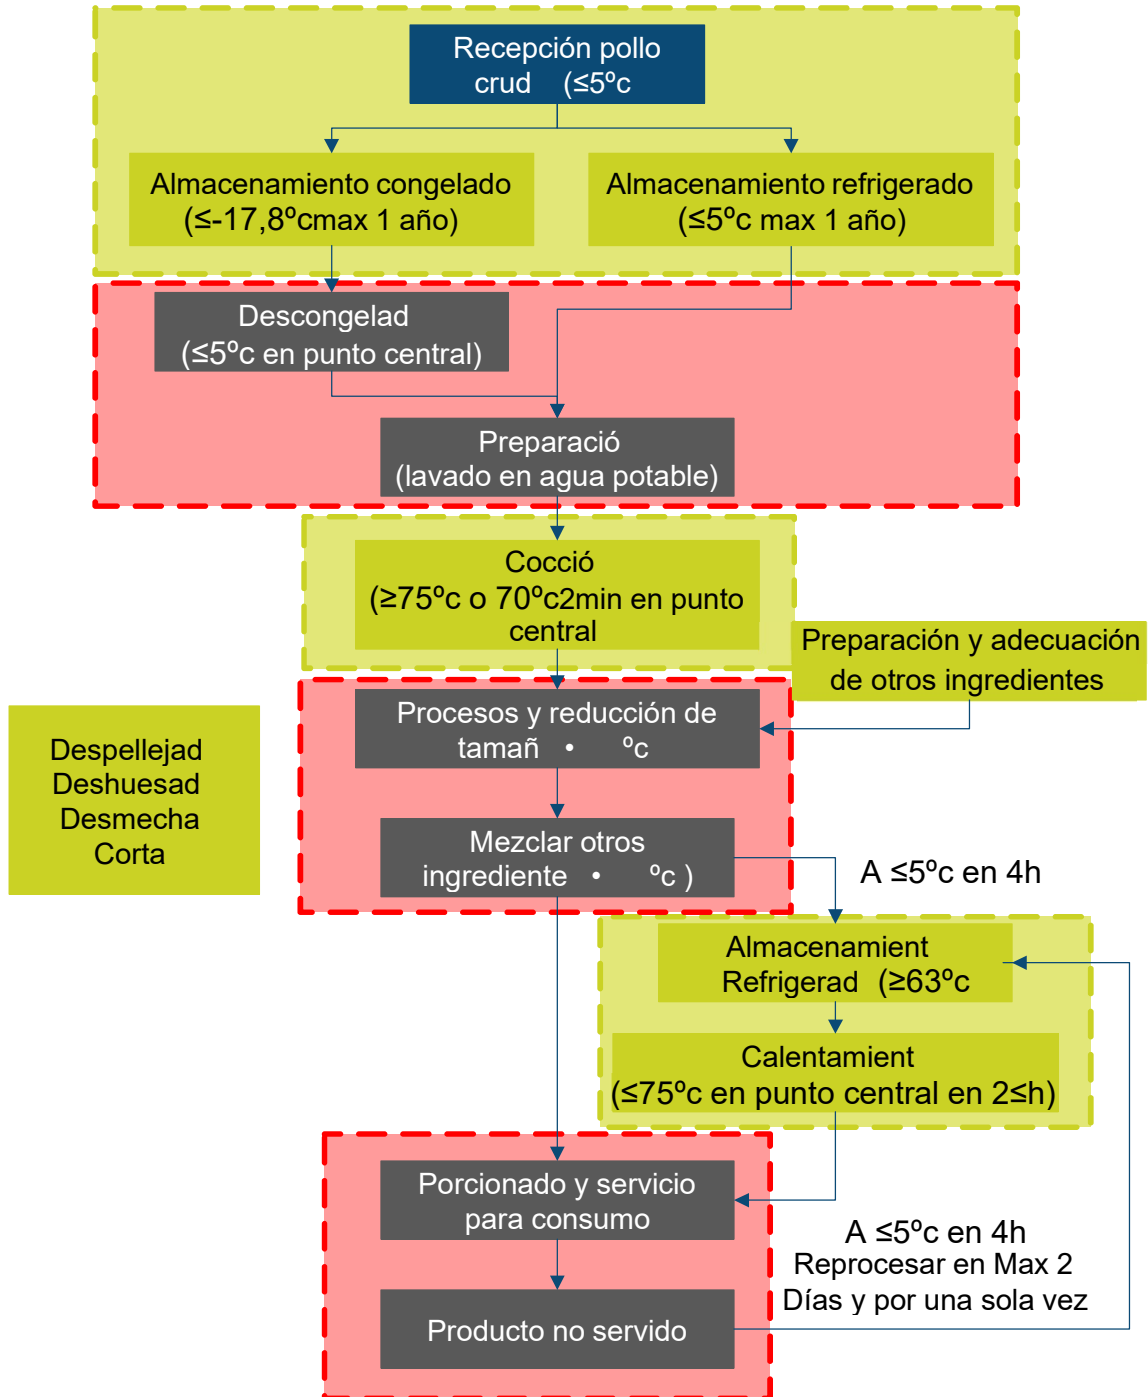 Recepción pollo
crud (≤5ºc
Almacenamiento congelado
(≤-17,8ºcmax 1 año)
Almacenamiento refrigerado
(≤5ºc max 1 año)
Descongelad
(≤5ºc en punto central)
Preparació
(lavado en agua potable)
Cocció
(≥75ºc o 70ºc2min en punto
central
Preparación y adecuación
de otros ingredientes
Procesos y reducción de
tamañ • ºc
Despellejad
Deshuesad
Desmecha
Corta
Mezclar otros
ingrediente • ºc )
A ≤5ºc en 4h
Almacenamient
Refrigerad (≥63ºc
Calentamient
(≤75ºc en punto central en 2≤h)
Porcionado y servicio
para consumo
A ≤5ºc en 4h
Reprocesar en Max 2
Días y por una sola vez
Producto no servido